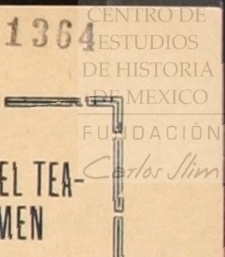 1364
CENTRO DE
ESTUDIOS
DE HISTORIA
DE MEXICO
FUNDACIÓN
Carlos Slim
EL TEA-
MEN